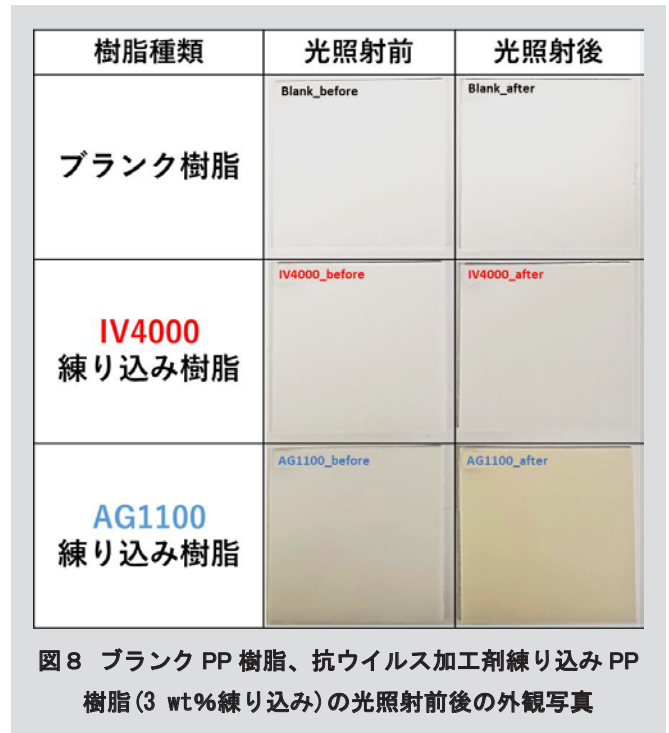 樹脂種類 光照射前 光照射後
ブランク樹脂 Blank_before Blank_after
IV4000 IV4000_before IV4000_after
練り込み樹脂
AG1100 AG1100_before AG1100_after
練り込み樹脂
図8 ブランク PP 樹脂、抗ウイルス加工剤練り込み PP
樹脂(3 wt%練り込み)の光照射前後の外観写真